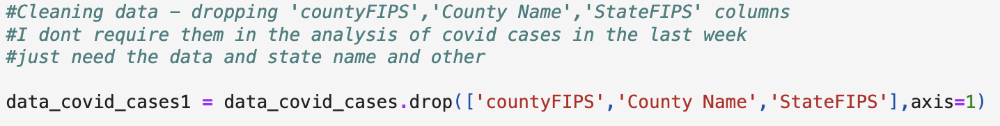 #Cleaning data - dropping 'countyFIPS','County Name','StateFIPS' columns
#I dont require them in the analysis of covid cases in the last week
#just need the data and state name and other
data_covid_cases1 = data_covid_cases.drop(['countyFIPS','County Name','StateFIPS'],axis=1)